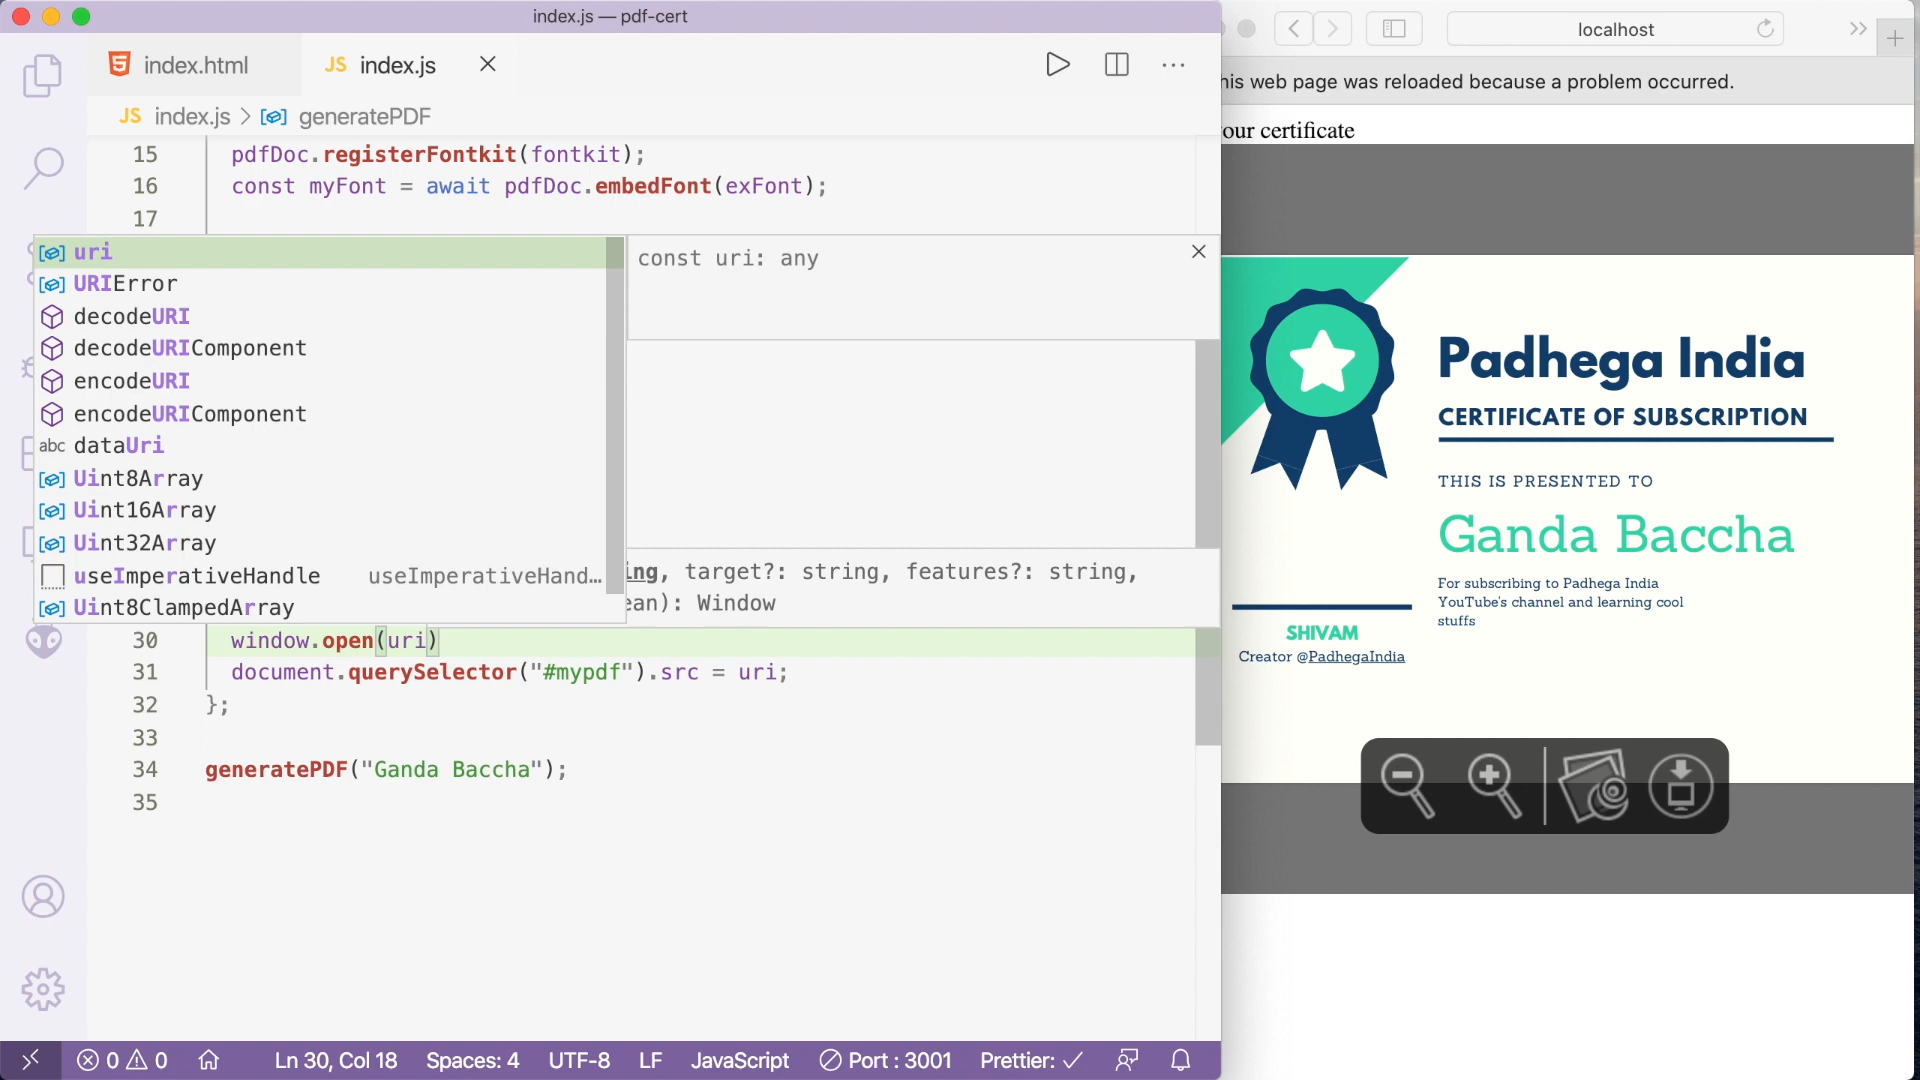 index.js — pdf-cert
index.html
JS index.js
JS index.js > generatePDF
15 pdfDoc.registerFontkit(fontkit);
16 const myFont = await pdfDoc.embedFont(exFont);
17
uri
URIError
decodeURI
decodeURIComponent
encodeURI
encodeURIComponent
abc dataUri
Uint8Array
Uint16Array
Uint32Array
useImperativeHandle useImperativeHand…
Uint8ClampedArray
const uri: any
ing, target?: string, features?: string,
ean): Window
30 window.open(uri)
31 document.querySelector("#mypdf").src = uri;
32 };
33
34 generatePDF("Ganda Baccha");
35
0 0 Ln 30, Col 18 Spaces: 4 UTF-8 LF JavaScript Port : 3001 Prettier: ✓
localhost
his web page was reloaded because a problem occurred.
our certificate
Padhega India
CERTIFICATE OF SUBSCRIPTION
THIS IS PRESENTED TO
Ganda Baccha
For subscribing to Padhega India
YouTube's channel and learning cool
stuffs
SHIVAM
Creator @PadhegaIndia